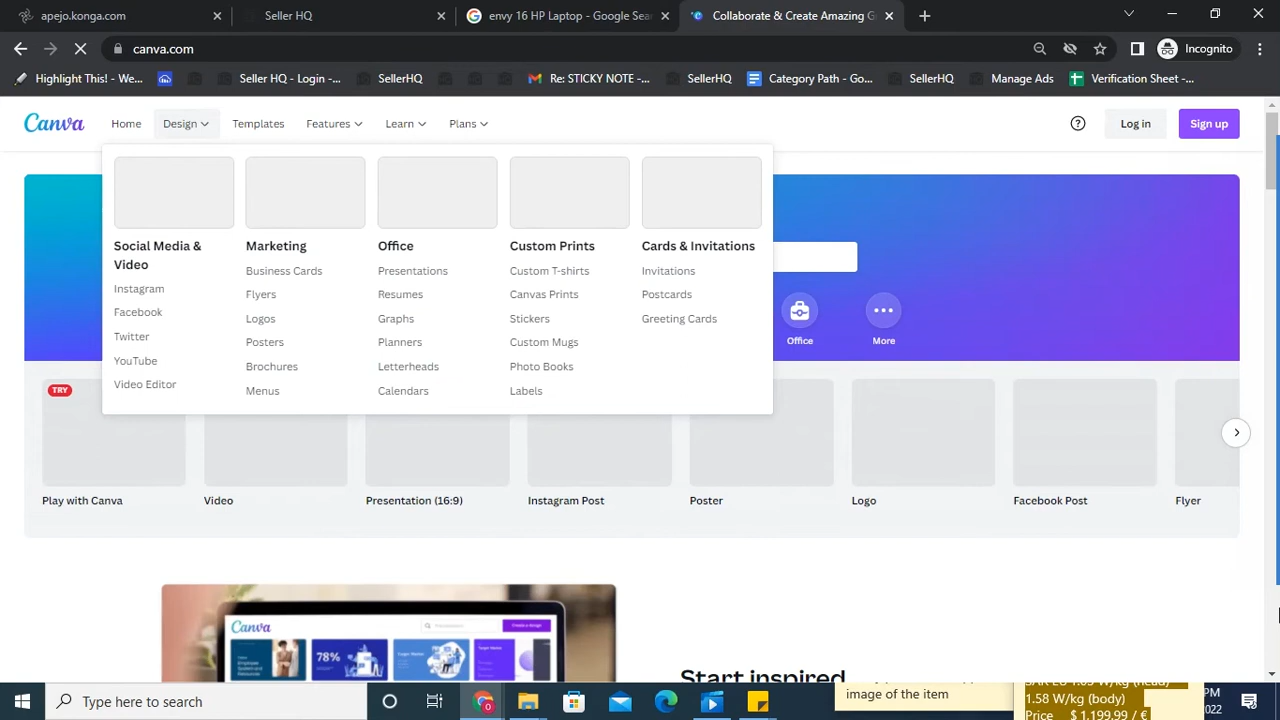 apejo.konga.com
Seller HQ
envy 16 HP Laptop - Google Sear
Collaborate & Create Amazing G
canva.com
Incognito
Highlight This! - We...
Seller HQ - Login -...
SellerHQ
Re: STICKY NOTE -...
SellerHQ
Category Path - Go...
SellerHQ
Manage Ads
Verification Sheet -...
Canva
Home
Design
Templates
Features
Learn
Plans
Log in
Sign up
Social Media &
Video
Instagram
Facebook
Twitter
YouTube
Video Editor
Marketing
Business Cards
Flyers
Logos
Posters
Brochures
Menus
Office
Presentations
Resumes
Graphs
Planners
Letterheads
Calendars
Custom Prints
Custom T-shirts
Canvas Prints
Stickers
Custom Mugs
Photo Books
Labels
Cards & Invitations
Invitations
Postcards
Greeting Cards
Office
More
TRY
Play with Canva
Video
Presentation (16:9)
Instagram Post
Poster
Logo
Facebook Post
Flyer
Canva
78%
Start inspired
Type here to search
image of the item
1.58 W/kg (body)
Price $ 1,199.99 / €
PM
2022